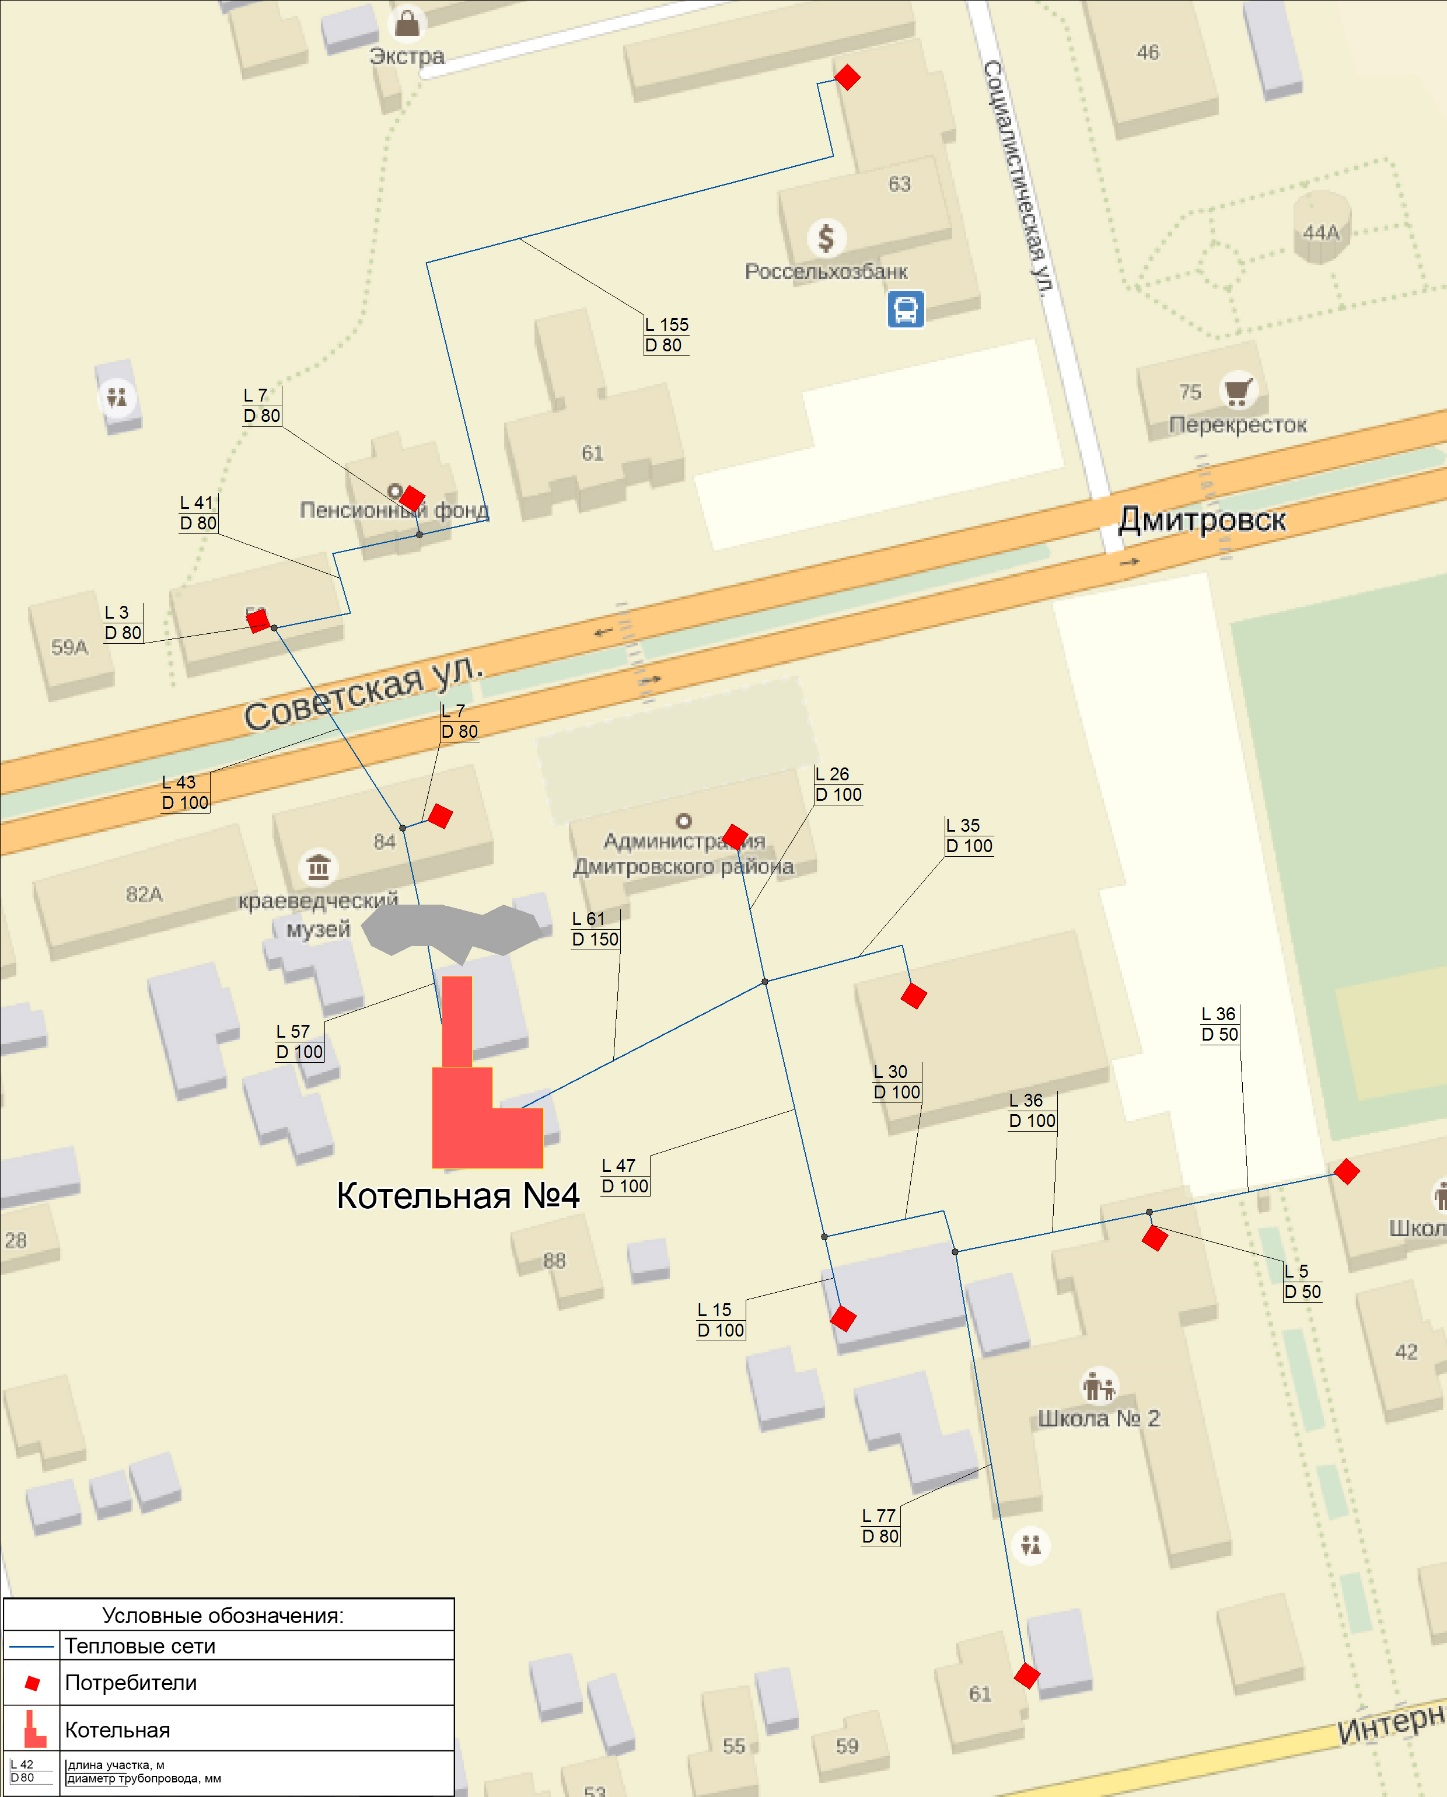 Экстра
46
Социалистическая ул.
63
44А
Россельхозбанк
L 155
D 80
L 7
D 80
75
Перекресток
61
Пенсионный фонд
L 41
D 80
Дмитровск
L 3
D 80
59А
Советская ул.
L 7
D 80
L 43
D 100
L 26
D 100
84
Администрация
Дмитровского района
L 35
D 100
82А
краеведческий
музей
L 61
D 150
L 57
D 100
L 36
D 50
L 30
D 100
L 36
D 100
L 47
D 100
Котельная №4
28
88
Школ
L 5
D 50
L 15
D 100
42
Школа № 2
L 77
D 80
61
Интерн
55
59
53
Условные обозначения:
Тепловые сети
Потребители
Котельная
L 42
D80
длина участка, м
диаметр трубопровода, мм